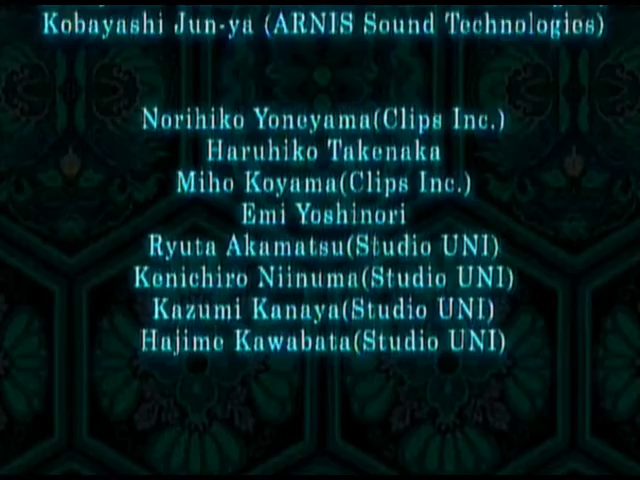 Kobayashi Jun-ya (ARNIS Sound Technologies)
Norihiko Yoneyama(Clips Inc.)
Haruhiko Takenaka
Miho Koyama(Clips Inc.)
Emi Yoshinori
Ryuta Akamatsu(Studio UNI)
Kenichiro Niinuma(Studio UNI)
Kazumi Kanaya(Studio UNI)
Hajime Kawabata(Studio UNI)